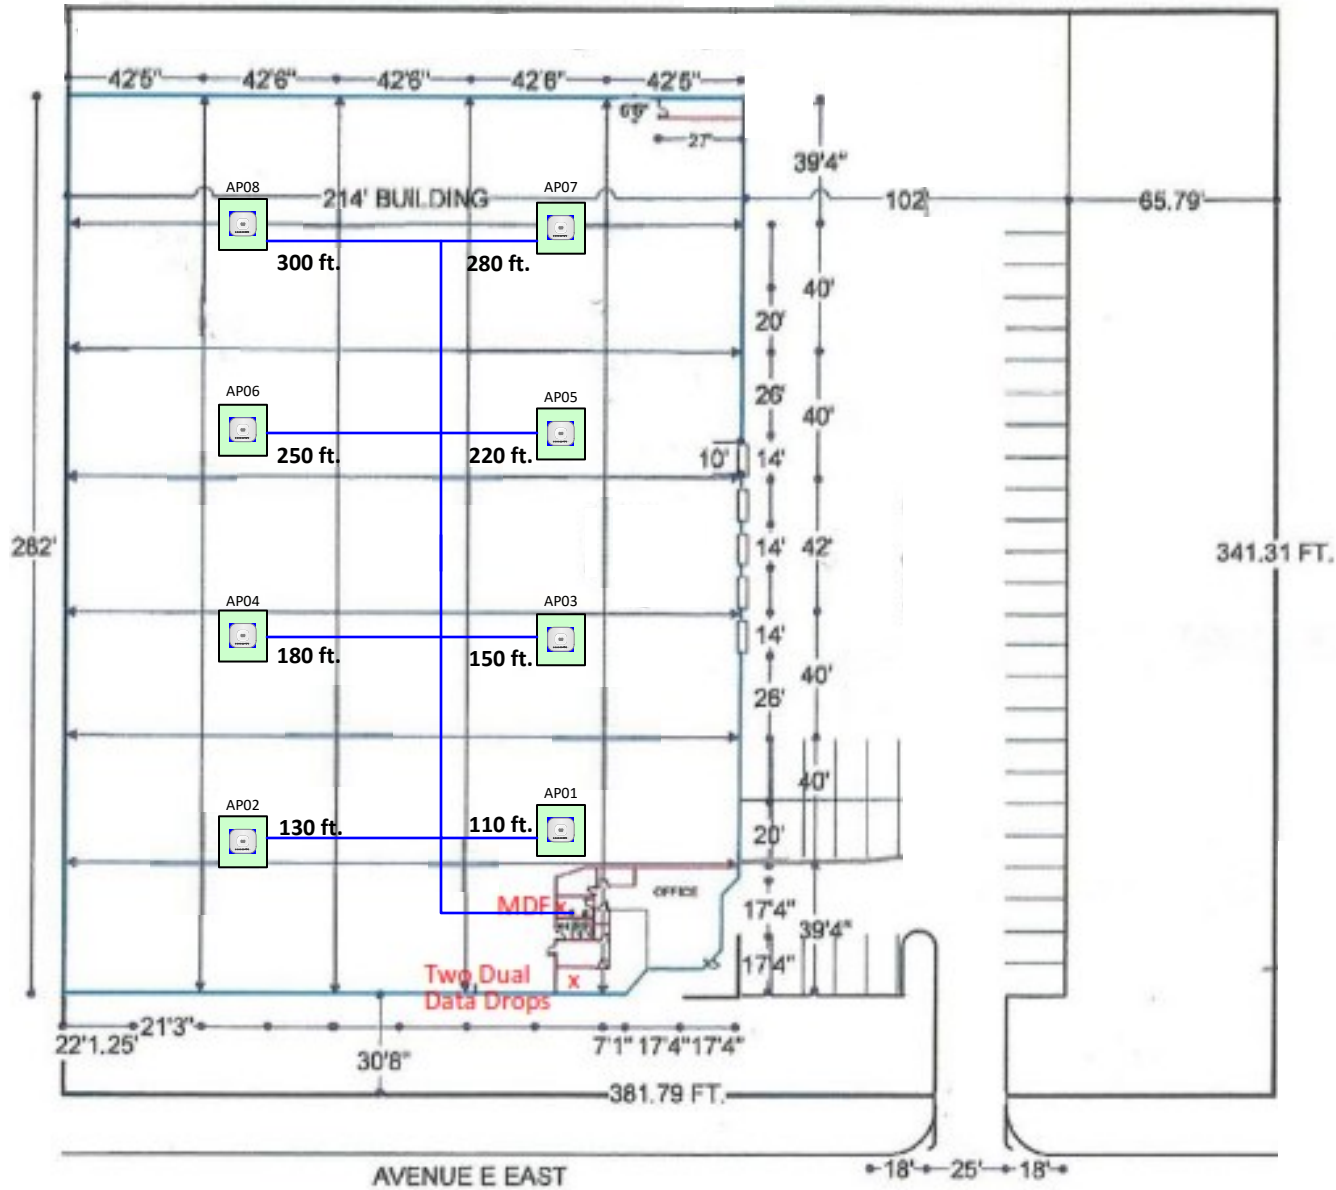 42'5" 42'6" 42'6" 42'6" 42'5"
27'
39'4"
AP08 AP07
214' BUILDING 102' 65.79'
300 ft. 280 ft.
40'
20'
AP06 AP05
26' 40'
250 ft. 220 ft. 10' 14'
282' 14' 42' 341.31 FT.
AP04 AP03
180 ft. 150 ft. 14'
40'
26'
40'
AP02 AP01
130 ft. 110 ft. 20'
OFFICE
MDF x 17'4"
39'4"
Two Dual x 17'4"
Data Drops
21'3"
22'1.25' 7'1" 17'4" 17'4"
30'8"
381.79 FT.
AVENUE E EAST 18' 25' 18'